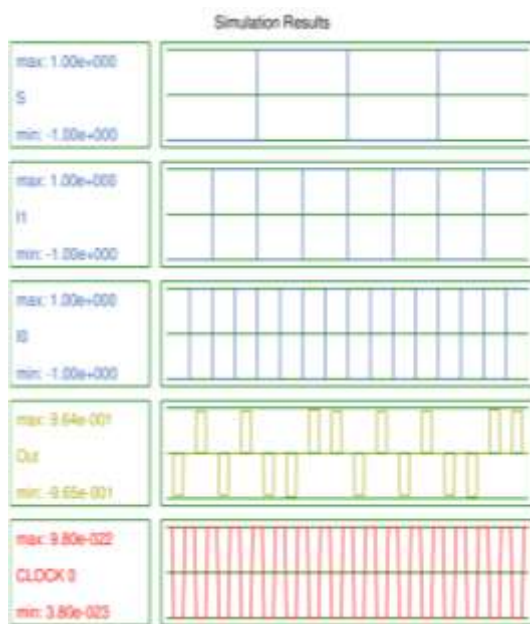 Simulation Results
max: 1.00e+000
S
min: -1.00e+000
max: 1.00e+000
I1
min: -1.00e+000
max: 1.00e+000
I0
min: -1.00e+000
max: 9.64e-001
Out
min: -9.65e-001
max: 9.80e-022
CLOCK 0
min: 3.80e-023